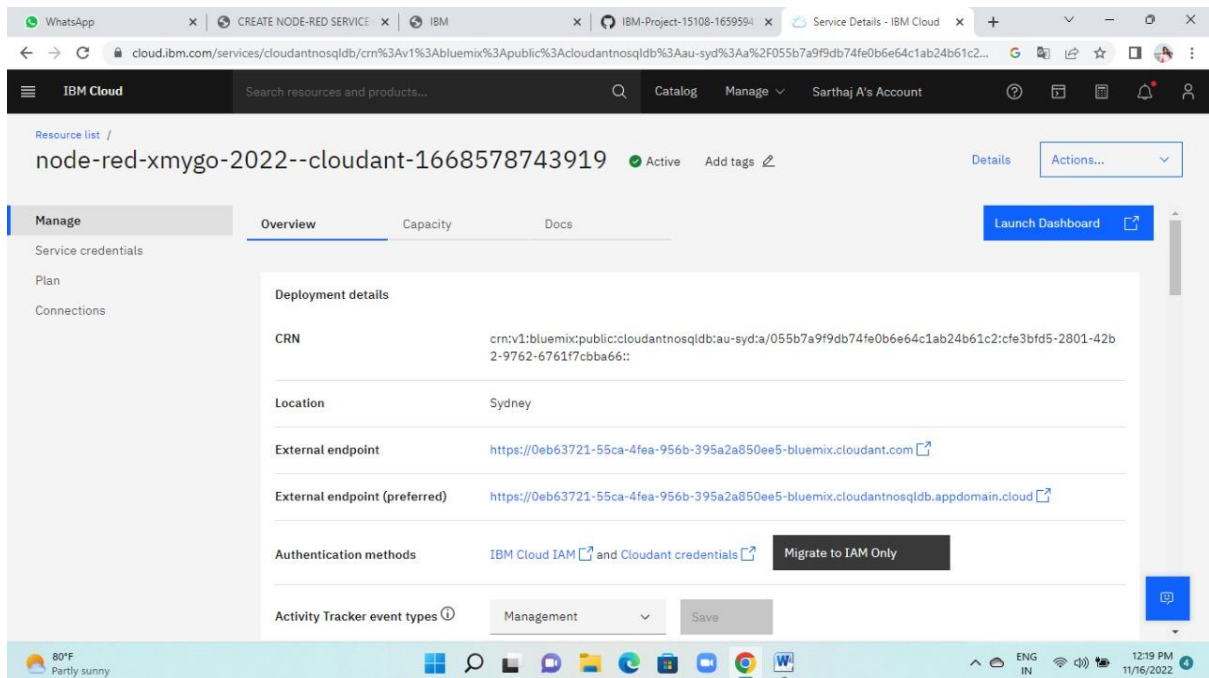 WhatsApp
CREATE NODE-RED SERVICE
IBM
IBM-Project-15108-1659594
Service Details - IBM Cloud
cloud.ibm.com/services/cloudantnosqldb/crn%3Av1%3Abluemix%3Apublic%3Acloudantnosqldb%3Aau-syd%3Aa%2F055b7a9f9db74fe0b6e64c1ab24b61c2...
IBM Cloud
Search resources and products...
Catalog
Manage
Sarthaj A's Account
Resource list /
node-red-xmygo-2022--cloudant-1668578743919
Active
Add tags
Details
Actions...
Manage
Service credentials
Plan
Connections
Overview
Capacity
Docs
Launch Dashboard
Deployment details
CRN
crn:v1:bluemix:public:cloudantnosqldb:au-syd:a/055b7a9f9db74fe0b6e64c1ab24b61c2:cfe3bfd5-2801-42b
2-9762-6761f7cbba66::
Location
Sydney
External endpoint
https://0eb63721-55ca-4fea-956b-395a2a850ee5-bluemix.cloudant.com
External endpoint (preferred)
https://0eb63721-55ca-4fea-956b-395a2a850ee5-bluemix.cloudantnosqldb.appdomain.cloud
Authentication methods
IBM Cloud IAM and Cloudant credentials
Migrate to IAM Only
Activity Tracker event types
Management
Save
80°F
Partly sunny
ENG
IN
12:19 PM
11/16/2022
4